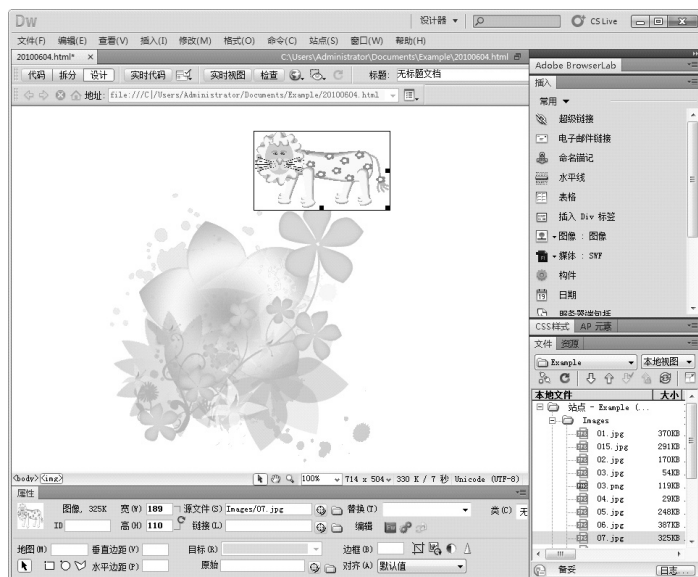 Dw 设计器 CS Live
文件(F) 编辑(E) 查看(V) 插入(I) 修改(M) 格式(O) 命令(C) 站点(S) 窗口(W) 帮助(H)
20100604.html* × C:\Users\Administrator\Documents\Example\20100604.html
代码 拆分 设计 实时代码 实时视图 检查 标题: 无标题文档
地址: file:///C|/Users/Administrator/Documents/Example/20100604.html
<body><img> 100% 714 x 504 330 K / 7 秒 Unicode (UTF-8)
属性
图像, 325K 宽(W) 189 源文件(S) Images/07.jpg 替换(T) 类(C) 无
ID 高(H) 110 链接(L) 编辑
地图(M) 垂直边距(V) 目标(R) 边框(B)
水平边距(P) 原始 对齐(A) 默认值
Adobe BrowserLab
插入
常用
超级链接
电子邮件链接
命名锚记
水平线
表格
插入 Div 标签
图像 : 图像
媒体 : SWF
构件
日期
服务器端包括
CSS样式 AP 元素
文件 资源
Example 本地视图
本地文件 大小
站点 - Example (...
Images
01.jpg 370KB
015.jpg 291KB
02.jpg 170KB
03.jpg 54KB
03.png 119KB
04.jpg 29KB
05.jpg 248KB
06.jpg 387KB
07.jpg 325KB
备妥 日志...